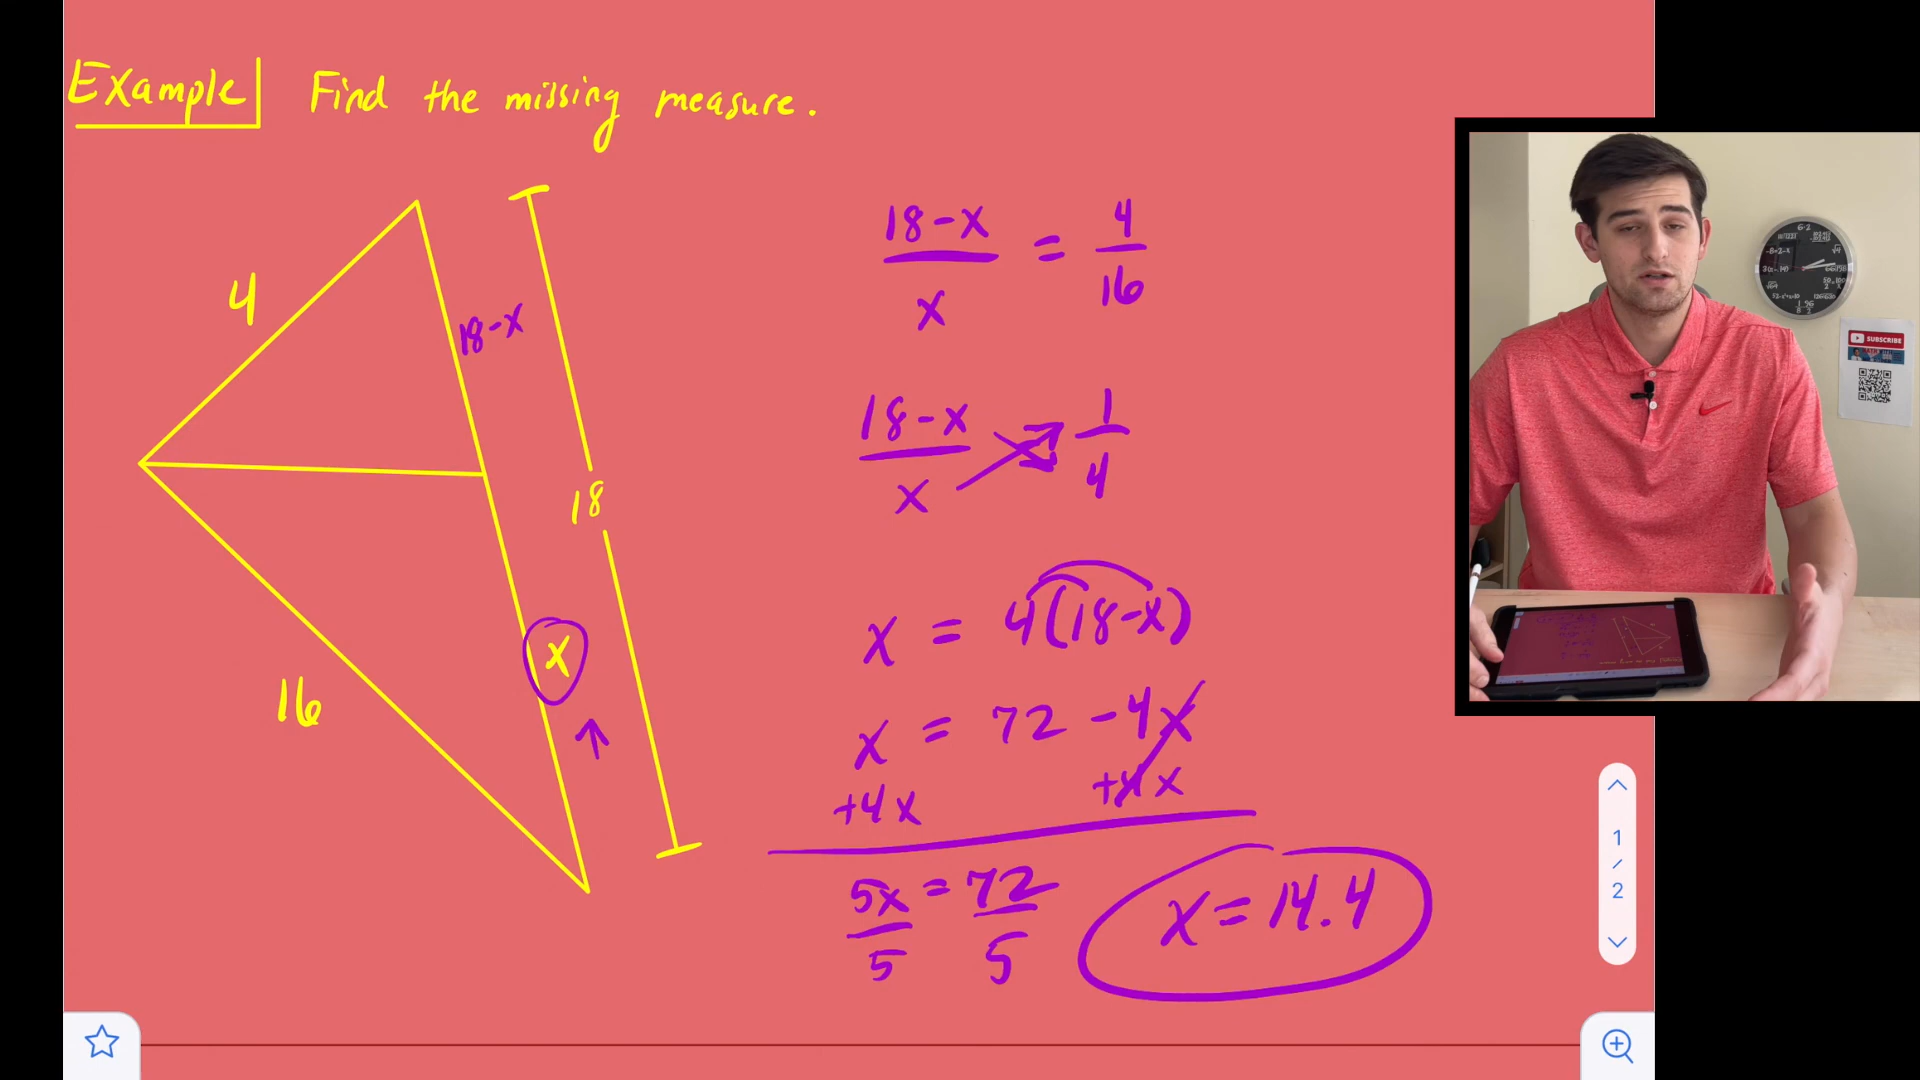 Example Find the missing measure.
4
18-x
18
x
16
18-x = 4
x 16
18-x 1
x 4
x = 4(18-x)
x = 72 - 4x
+4x +4x
5x = 72
5 5
x = 14.4
SUBSCRIBE
1
/
2